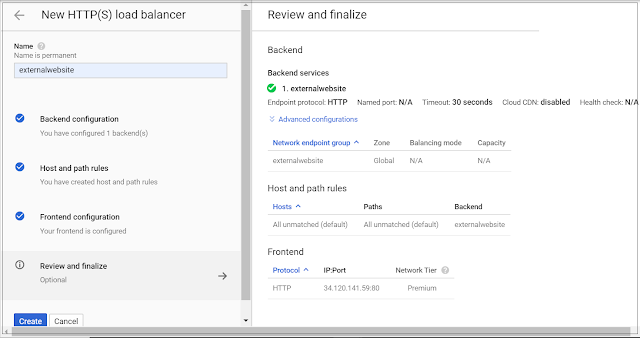 New HTTP(S) load balancer
Name
Name is permanent
externalwebsite
Backend configuration
You have configured 1 backend(s)
Host and path rules
You have created host and path rules
Frontend configuration
Your frontend is configured
Review and finalize
Optional
Create Cancel
Review and finalize
Backend
Backend services
1. externalwebsite
Endpoint protocol: HTTP Named port: N/A Timeout: 30 seconds Cloud CDN: disabled Health check: N/A
Advanced configurations
Network endpoint group Zone Balancing mode Capacity
externalwebsite Global N/A N/A
Host and path rules
Hosts Paths Backend
All unmatched (default) All unmatched (default) externalwebsite
Frontend
Protocol IP:Port Network Tier
HTTP 34.120.141.59:80 Premium